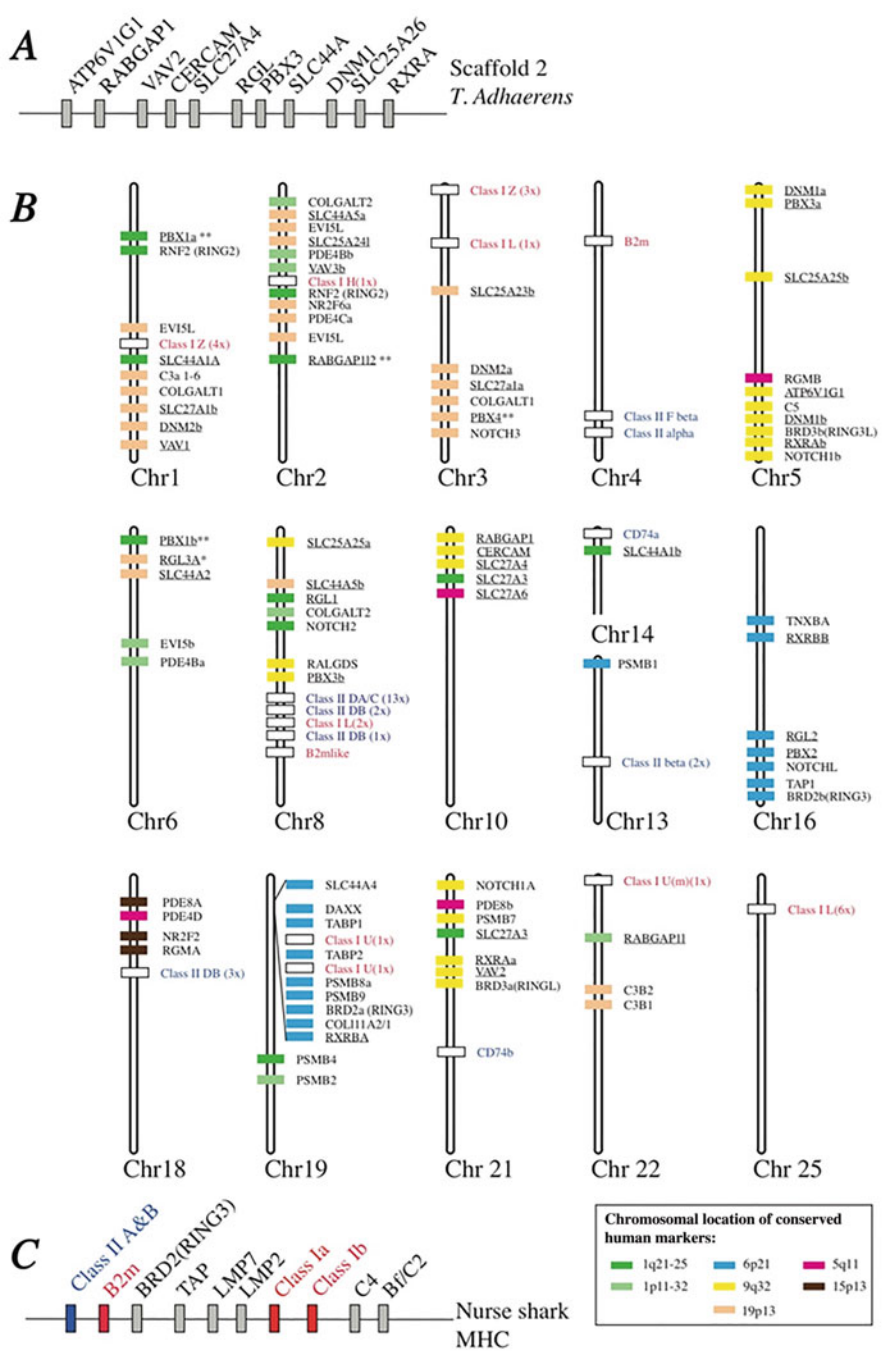 A
ATP6V1G1
RABGAP1
VAV2
CERCAM
SLC27A4
RGL
PBX3
SLC44A
DNM1
SLC25A26
RXRA
Scaffold 2
T. Adhaerens
B
PBX1a **
RNF2 (RING2)
EVI5L
Class I Z (4x)
SLC44A1A
C3a 1-6
COLGALT1
SLC27A1b
DNM2b
VAV1
Chr1
COLGALT2
SLC44A5a
EVI5L
SLC25A24l
PDE4Bb
VAV3b
Class I H(1x)
RNF2 (RING2)
NR2F6a
PDE4Ca
EVI5L
RABGAP1l2 **
Chr2
Class I Z (3x)
Class I L (1x)
SLC25A23b
DNM2a
SLC27a1a
COLGALT1
PBX4**
NOTCH3
Chr3
B2m
Class II F beta
Class II alpha
Chr4
DNM1a
PBX3a
SLC25A25b
RGMB
ATP6V1G1
C5
DNM1b
BRD3b(RING3L)
RXRAb
NOTCH1b
Chr5
PBX1b**
RGL3A*
SLC44A2
EVI5b
PDE4Ba
Chr6
SLC25A25a
SLC44A5b
RGL1
COLGALT2
NOTCH2
RALGDS
PBX3b
Class II DA/C (13x)
Class II DB (2x)
Class I L(2x)
Class II DB (1x)
B2mlike
Chr8
RABGAP1
CERCAM
SLC27A4
SLC27A3
SLC27A6
Chr10
CD74a
SLC44A1b
Chr14
PSMB1
Class II beta (2x)
Chr13
TNXBA
RXRBB
RGL2
PBX2
NOTCHL
TAP1
BRD2b(RING3)
Chr16
PDE8A
PDE4D
NR2F2
RGMA
Class II DB (3x)
Chr18
SLC44A4
DAXX
TABP1
Class I U(1x)
TABP2
Class I U(1x)
PSMB8a
PSMB9
BRD2a (RING3)
COL111A2/1
RXRBA
PSMB4
PSMB2
Chr19
NOTCH1A
PDE8b
PSMB7
SLC27A3
RXRAa
VAV2
BRD3a(RINGL)
CD74b
Chr 21
Class I U(m)(1x)
RABGAP1l
C3B2
C3B1
Chr 22
Class I L(6x)
Chr 25
C
Class II A&B
B2m
BRD2(RING3)
TAP
LMP7
LMP2
Class Ia
Class Ib
C4
Bf/C2
Nurse shark
MHC
Chromosomal location of conserved
human markers:
1q21-25
6p21
5q11
1p11-32
9q32
15p13
19p13